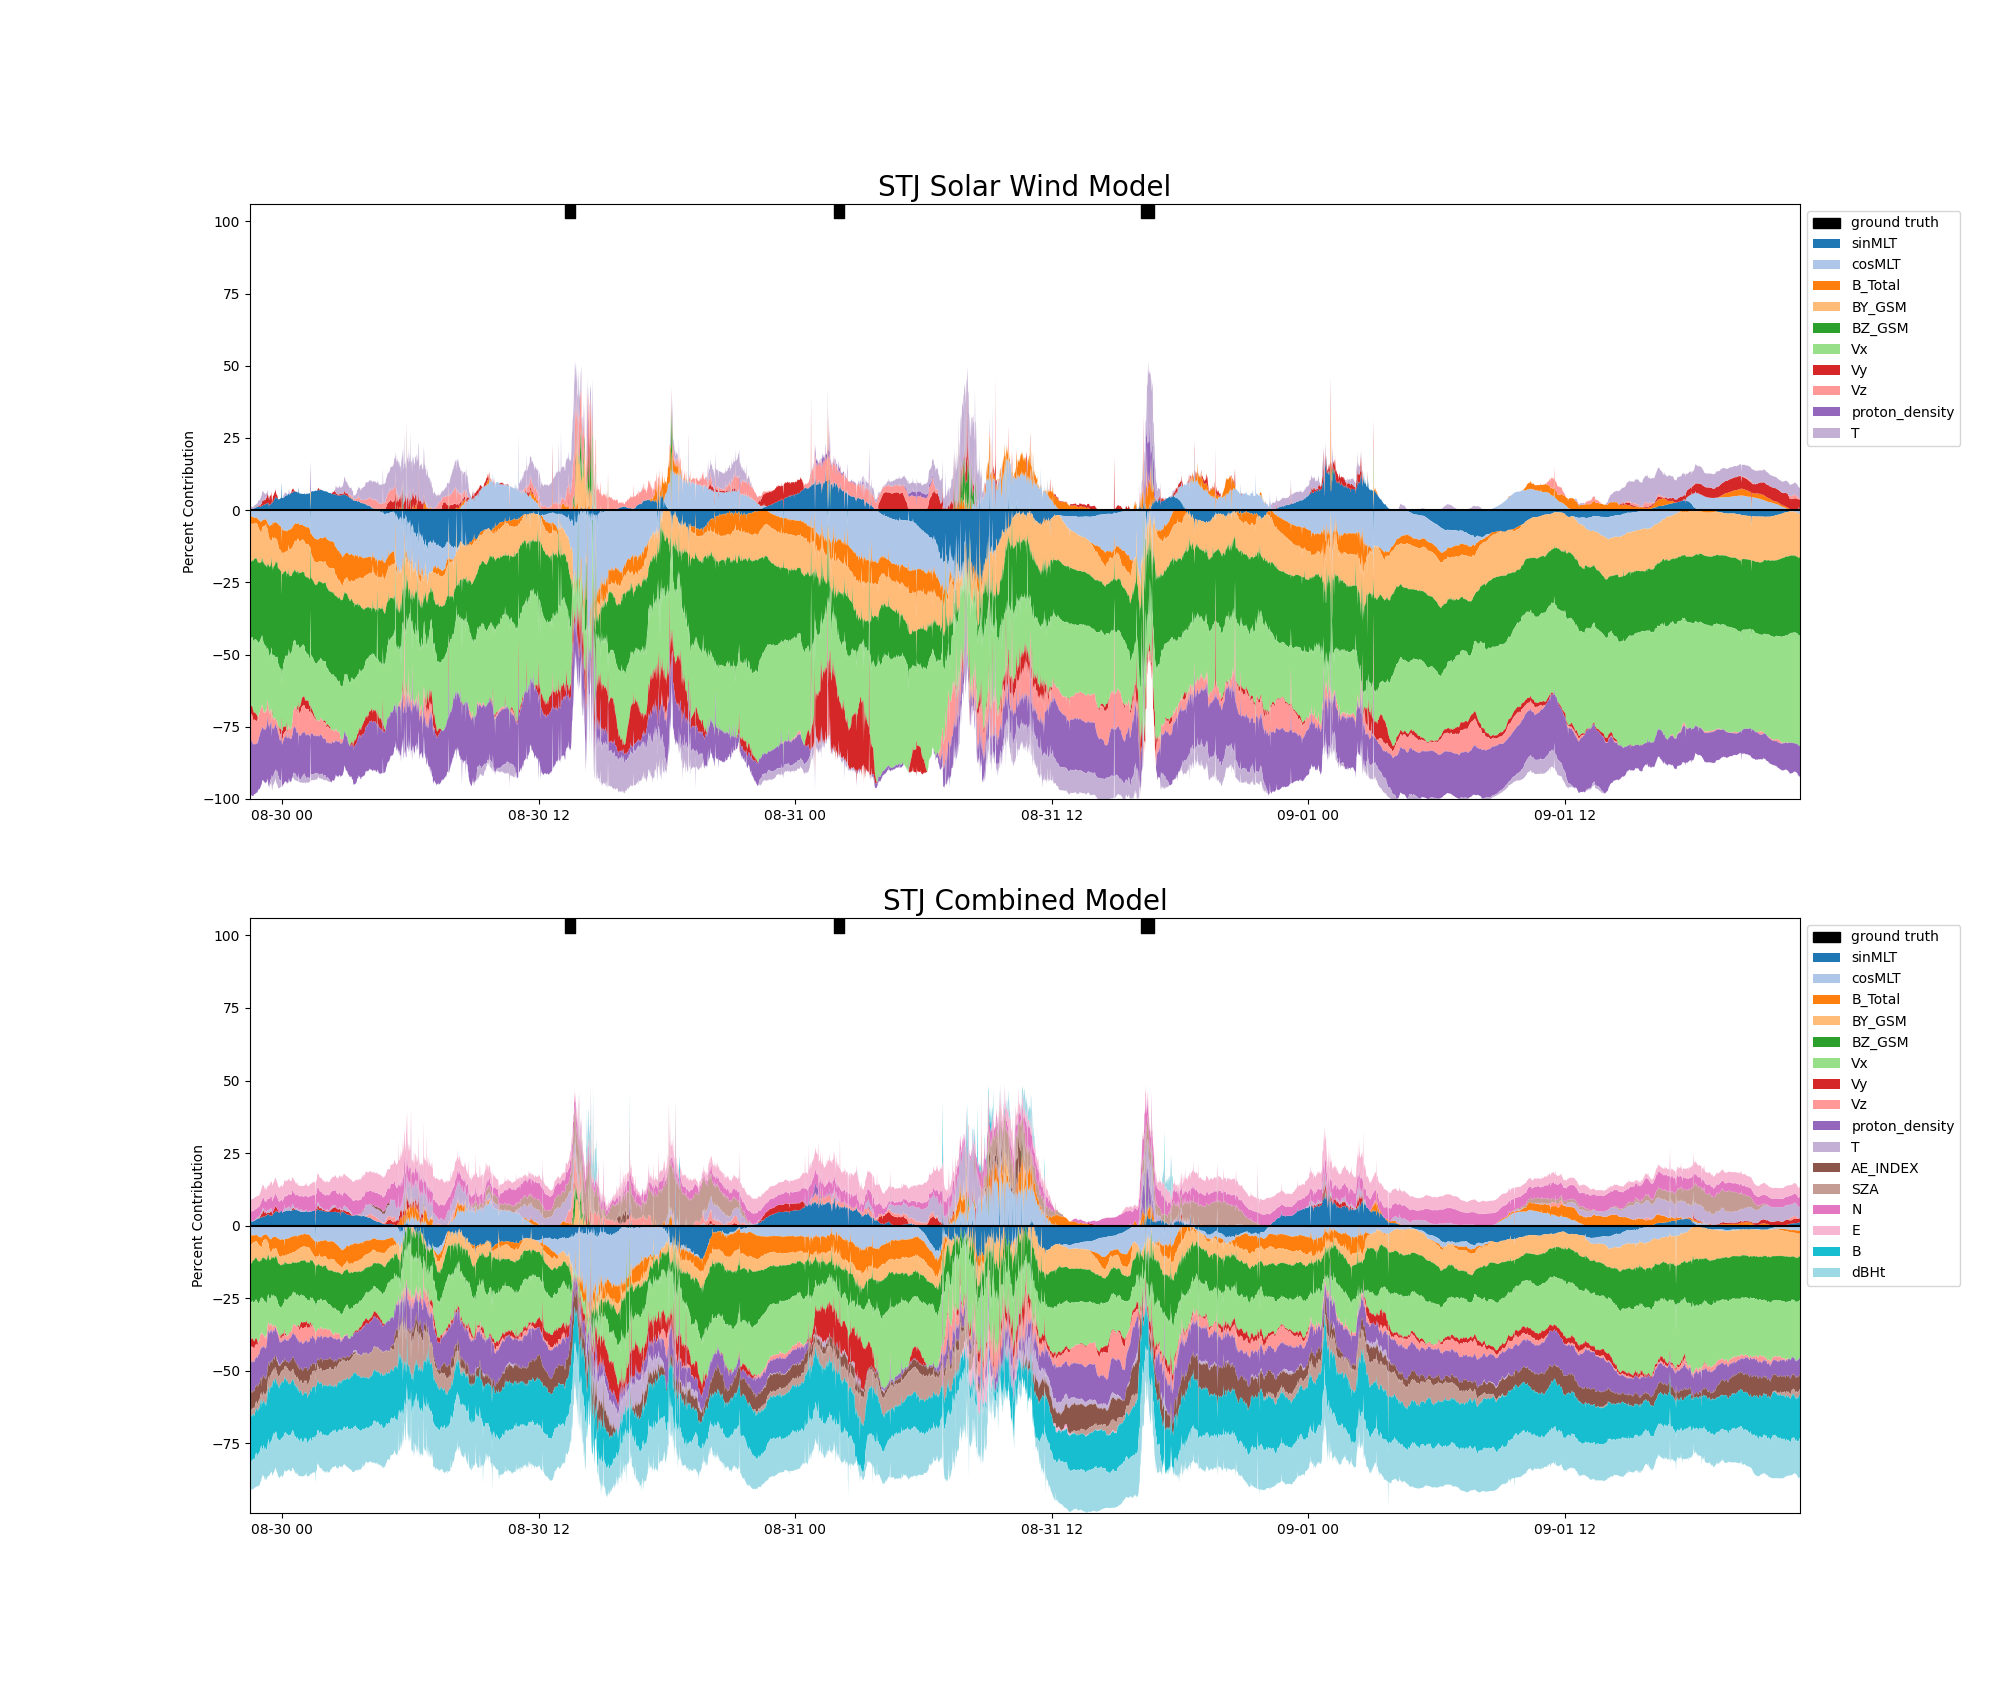 STJ Solar Wind Model
100
75
50
25
0
−25
−50
−75
−100
Percent Contribution
08-30 00
08-30 12
08-31 00
08-31 12
09-01 00
09-01 12
ground truth
sinMLT
cosMLT
B_Total
BY_GSM
BZ_GSM
Vx
Vy
Vz
proton_density
T
STJ Combined Model
100
75
50
25
0
−25
−50
−75
Percent Contribution
08-30 00
08-30 12
08-31 00
08-31 12
09-01 00
09-01 12
ground truth
sinMLT
cosMLT
B_Total
BY_GSM
BZ_GSM
Vx
Vy
Vz
proton_density
T
AE_INDEX
SZA
N
E
B
dBHt